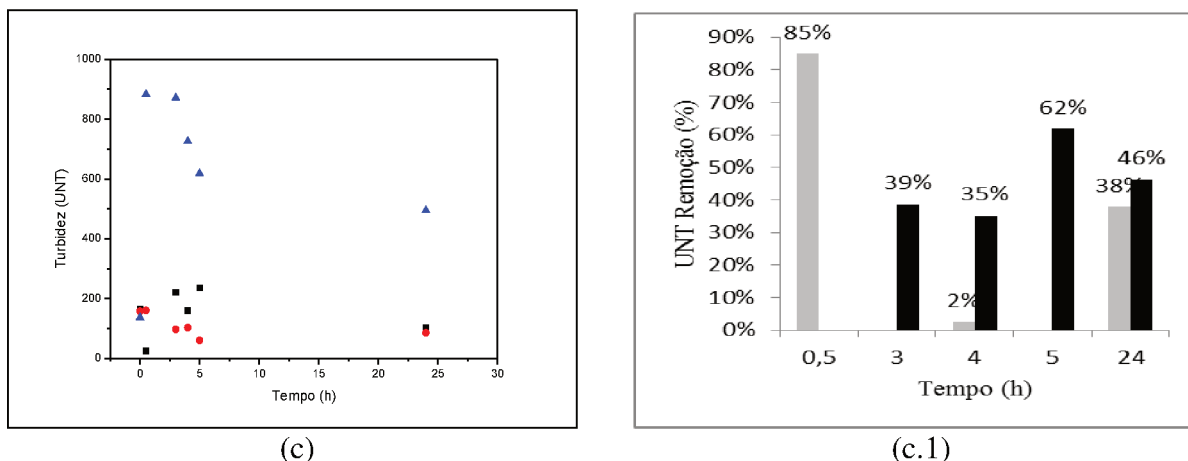 1000
800
600
400
200
0
Turbidez (UNT)
0 5 10 15 20 25 30
Tempo (h)
(c)
90%
80%
70%
60%
50%
40%
30%
20%
10%
0%
UNT Remoção (%)
85%
39%
2%
35%
62%
38%
46%
0,5 3 4 5 24
Tempo (h)
(c.1)